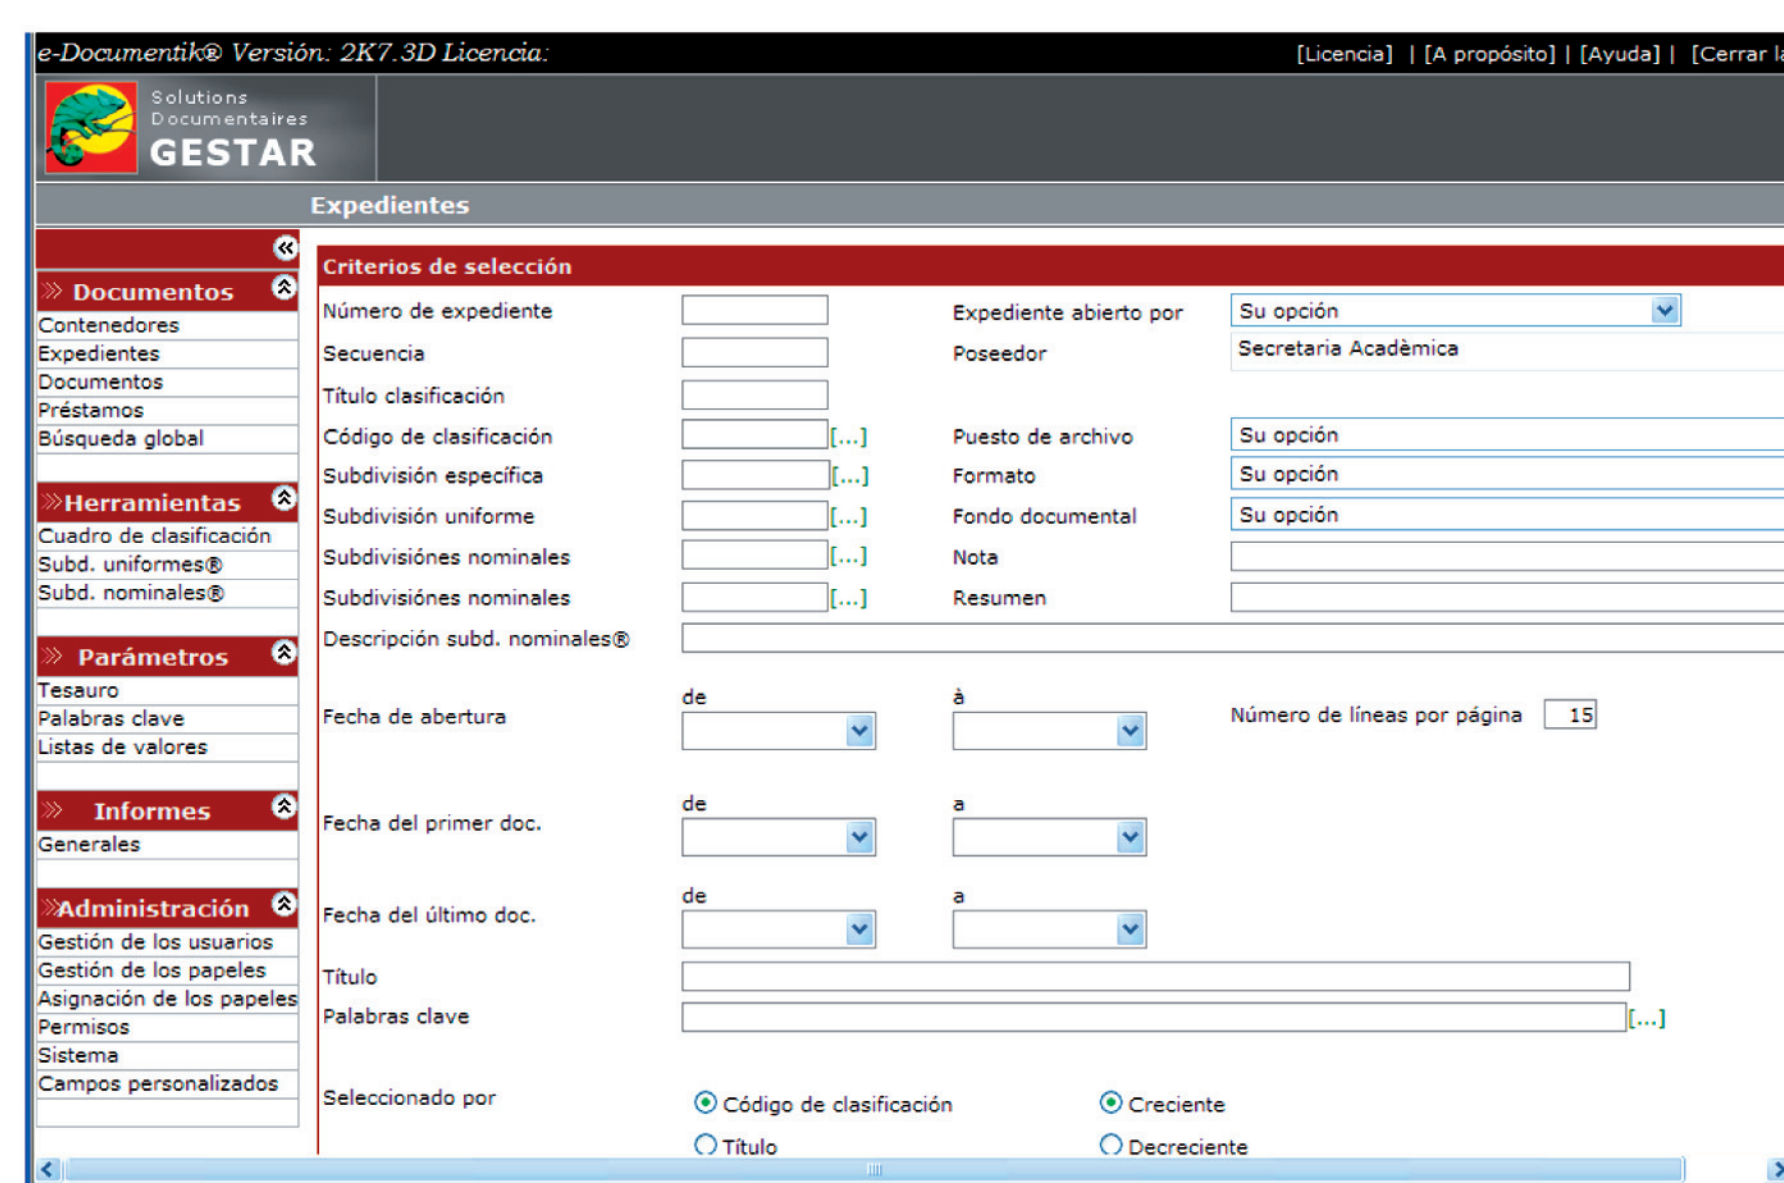 e-Documentik® Versión: 2K7.3D Licencia:
[Licencia] | [A propósito] | [Ayuda] | [Cerrar la
Solutions
Documentaires
GESTAR
Expedientes
Documentos
Contenedores
Expedientes
Documentos
Préstamos
Búsqueda global
Herramientas
Cuadro de clasificación
Subd. uniformes®
Subd. nominales®
Parámetros
Tesauro
Palabras clave
Listas de valores
Informes
Generales
Administración
Gestión de los usuarios
Gestión de los papeles
Asignación de los papeles
Permisos
Sistema
Campos personalizados
Criterios de selección
Número de expediente
Expediente abierto por Su opción
Secuencia
Poseedor Secretaria Acadèmica
Título clasificación
Código de clasificación [...]
Puesto de archivo Su opción
Subdivisión específica [...]
Formato Su opción
Subdivisión uniforme [...]
Fondo documental Su opción
Subdivisiónes nominales [...]
Nota
Subdivisiónes nominales [...]
Resumen
Descripción subd. nominales®
de à
Fecha de abertura
Número de líneas por página 15
de a
Fecha del primer doc.
de a
Fecha del último doc.
Título
Palabras clave [...]
Seleccionado por Código de clasificación Creciente
Título Decreciente